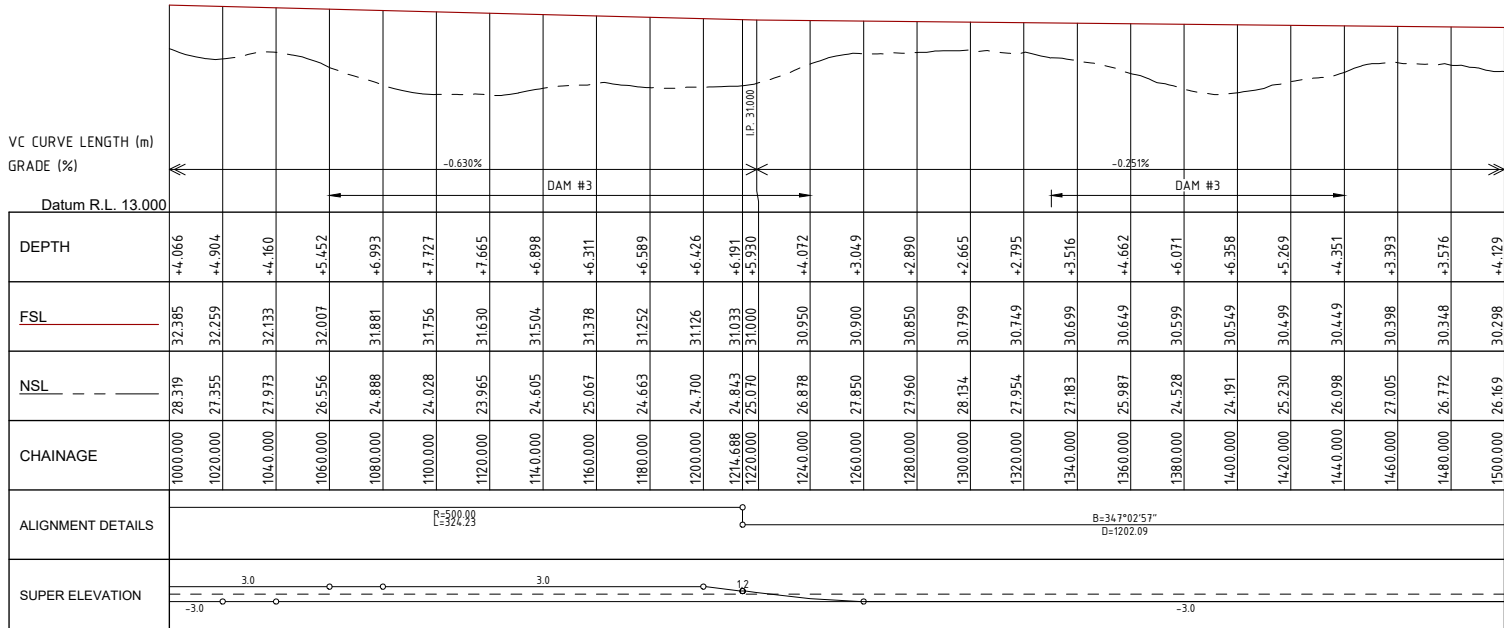 I.P. 31.000
VC CURVE LENGTH (m)
GRADE (%)
-0.630%
-0.251%
DAM #3
DAM #3
Datum R.L. 13.000
DEPTH +4.066 +4.904 +4.160 +5.452 +6.993 +7.727 +7.665 +6.898 +6.311 +6.589 +6.426 +6.191 +5.930 +4.072 +3.049 +2.890 +2.665 +2.795 +3.516 +4.662 +6.071 +6.358 +5.269 +4.351 +3.393 +3.576 +4.129
FSL 32.385 32.259 32.133 32.007 31.881 31.756 31.630 31.504 31.378 31.252 31.126 31.033 31.000 30.950 30.900 30.850 30.799 30.749 30.699 30.649 30.599 30.549 30.499 30.449 30.398 30.348 30.298
NSL 28.319 27.355 27.973 26.556 24.888 24.028 23.965 24.605 25.067 24.663 24.700 24.843 25.070 26.878 27.850 27.960 28.134 27.954 27.183 25.987 24.528 24.191 25.230 26.098 27.005 26.772 26.169
CHAINAGE 1000.000 1020.000 1040.000 1060.000 1080.000 1100.000 1120.000 1140.000 1160.000 1180.000 1200.000 1214.688 1220.000 1240.000 1260.000 1280.000 1300.000 1320.000 1340.000 1360.000 1380.000 1400.000 1420.000 1440.000 1460.000 1480.000 1500.000
ALIGNMENT DETAILS
R=500.00
L=324.23
B=347°02'57"
D=1202.09
SUPER ELEVATION
3.0
3.0
1.2
-3.0
-3.0